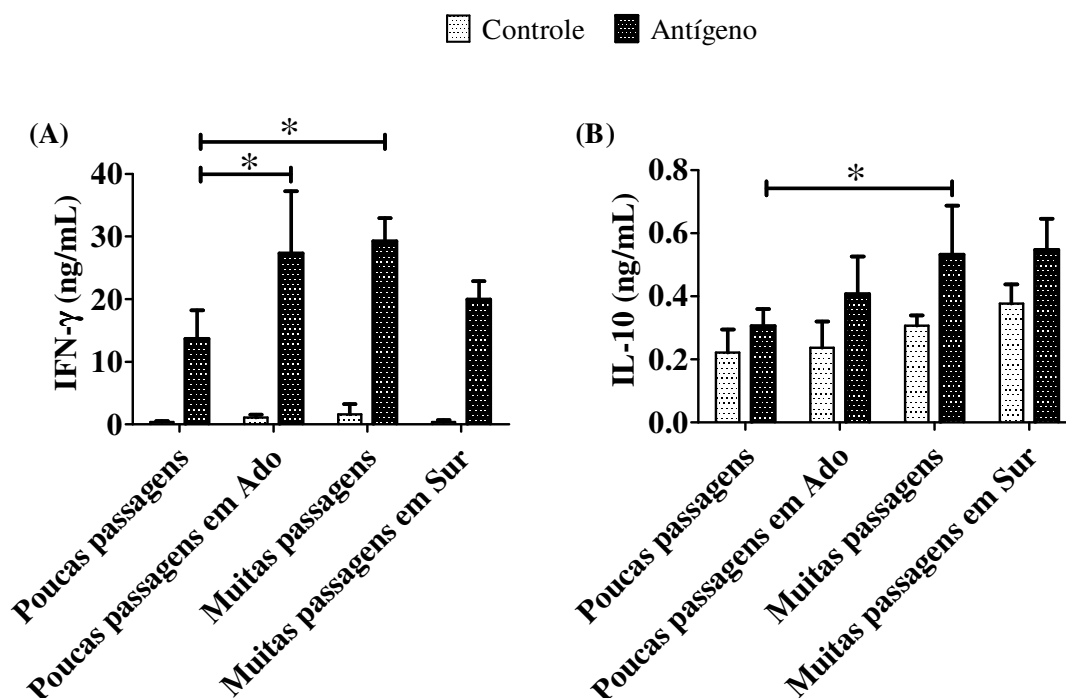 Controle Antígeno
(A)
IFN-γ (ng/mL)
40
30
20
10
0
*
*
Poucas passagens
Poucas passagens em Ado
Muitas passagens
Muitas passagens em Sur
(B)
IL-10 (ng/mL)
0.8
0.6
0.4
0.2
0.0
*
Poucas passagens
Poucas passagens em Ado
Muitas passagens
Muitas passagens em Sur